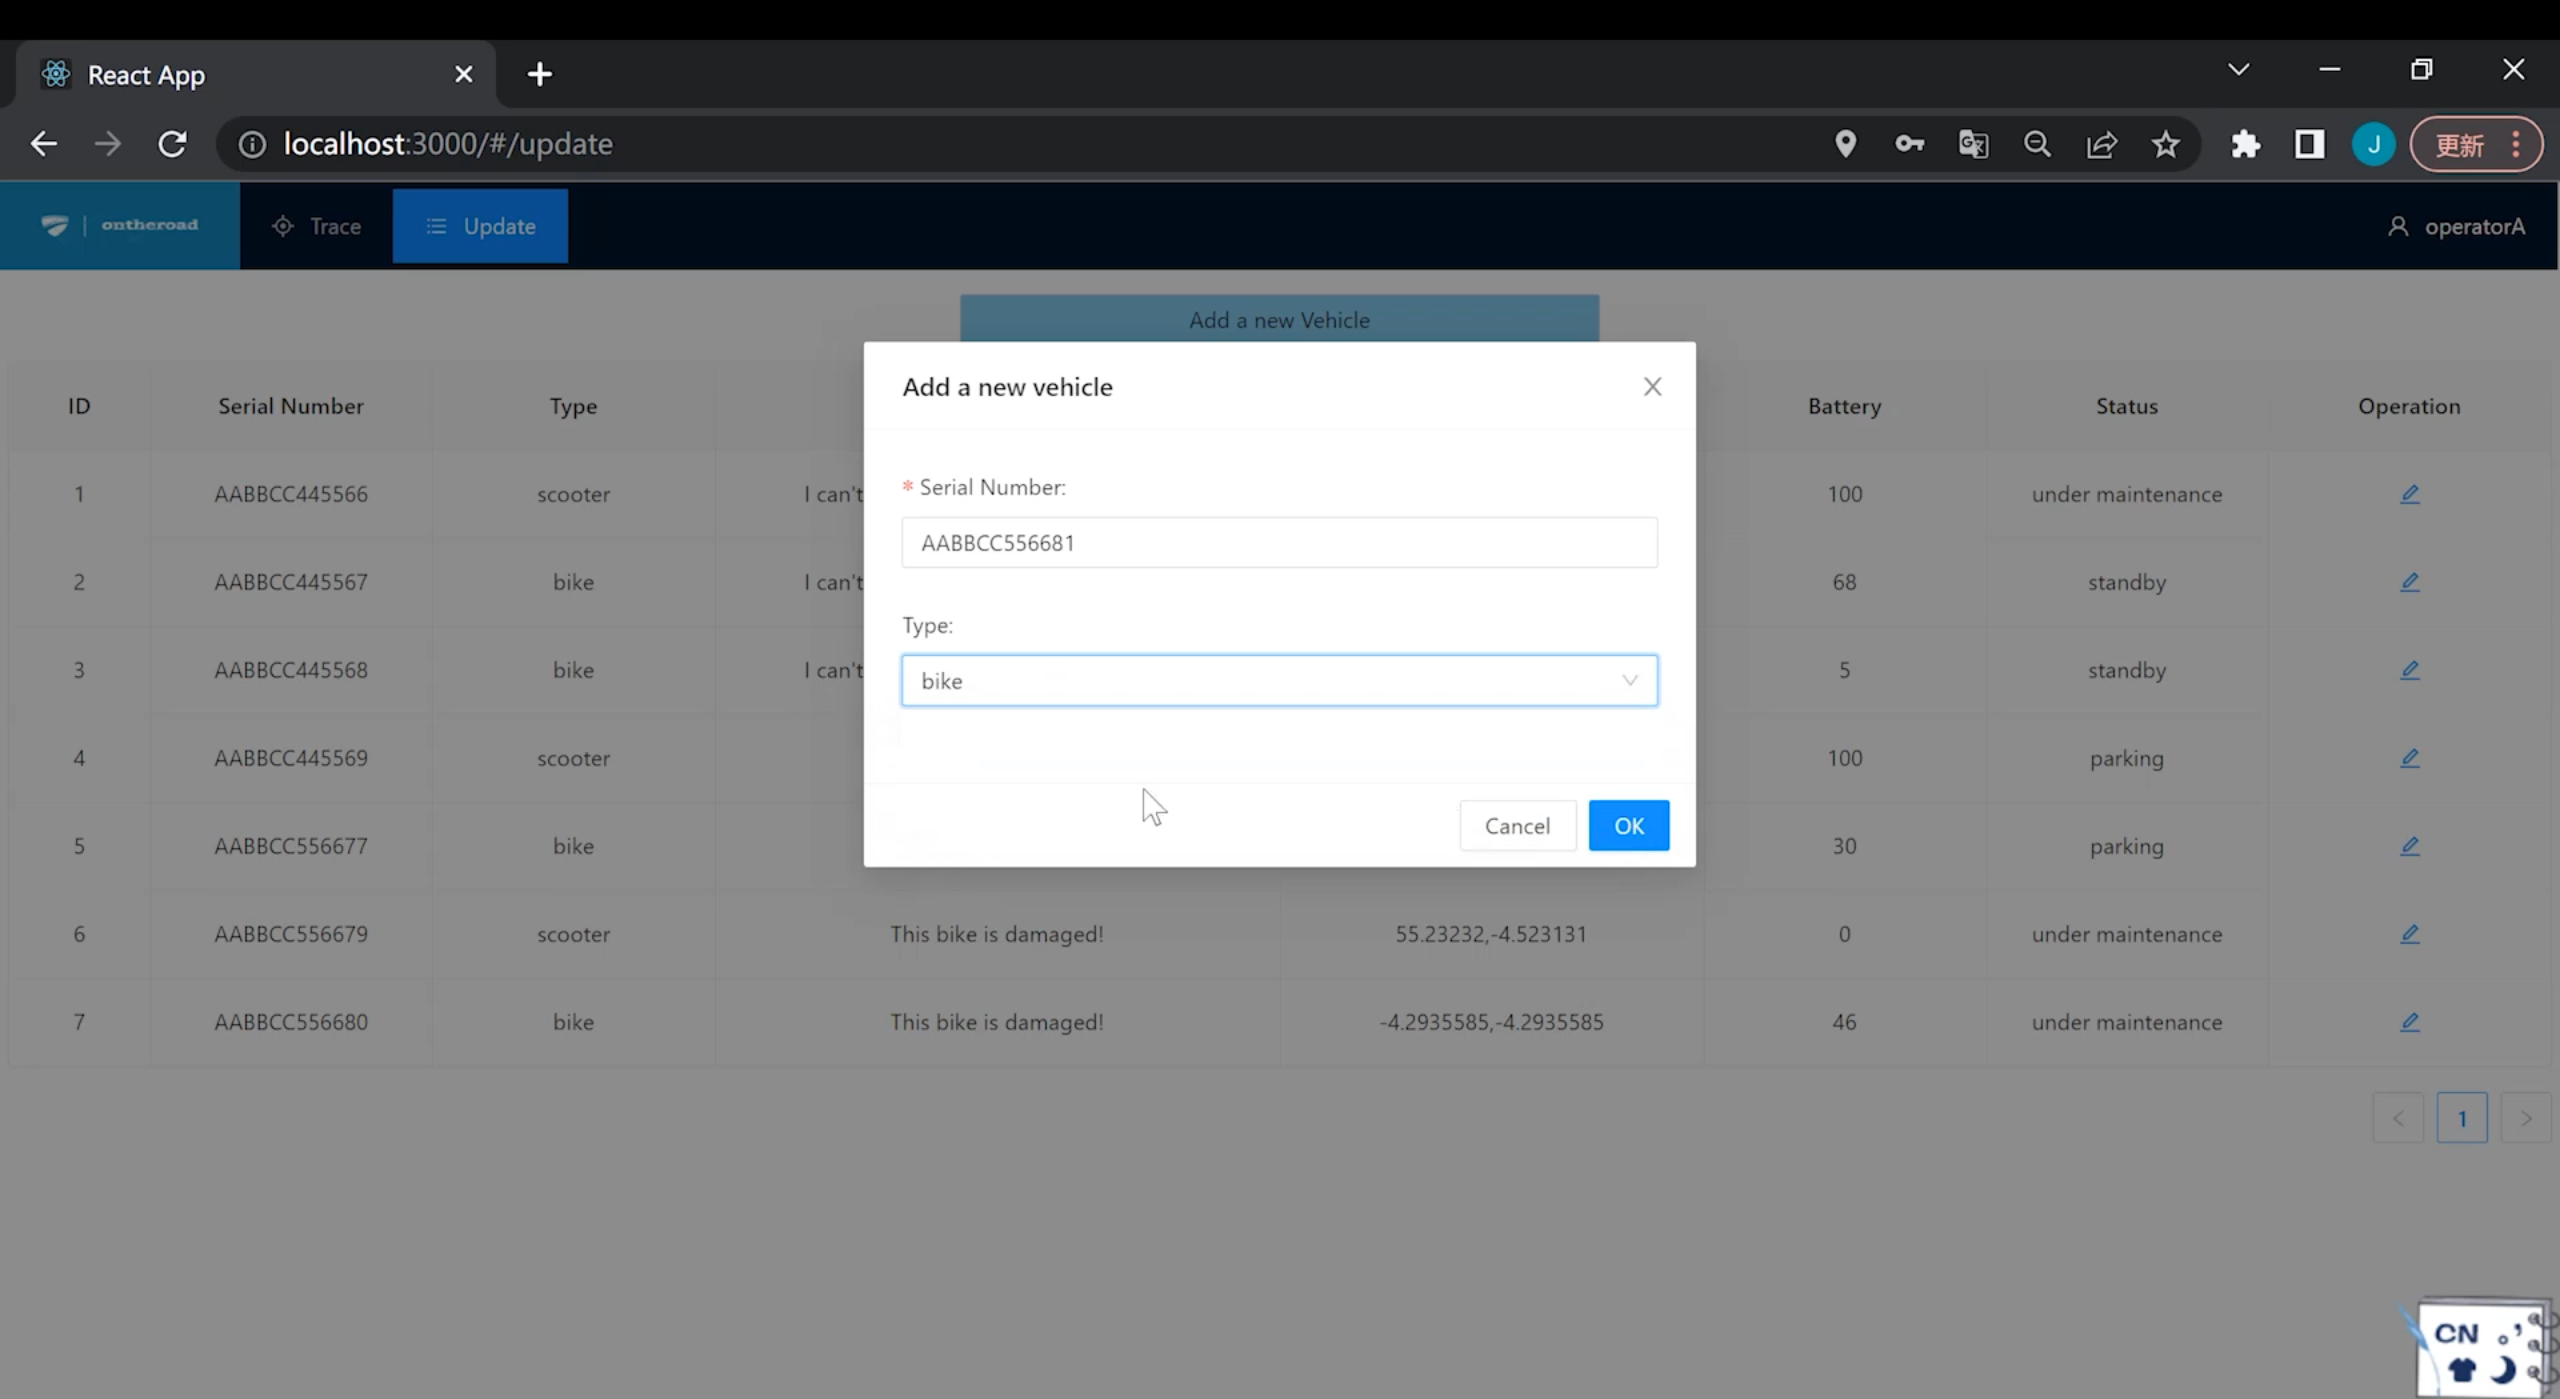 React App
localhost:3000/#/update
J
更新
ontheroad
Trace
Update
operatorA
Add a new Vehicle
Add a new vehicle
ID
Serial Number
Type
Battery
Status
Operation
* Serial Number:
AABBCC556681
Type:
bike
Cancel
OK
1
AABBCC445566
scooter
I can't
100
under maintenance
2
AABBCC445567
bike
I can't
68
standby
3
AABBCC445568
bike
I can't
5
standby
4
AABBCC445569
scooter
100
parking
5
AABBCC556677
bike
30
parking
6
AABBCC556679
scooter
This bike is damaged!
55.23232,-4.523131
0
under maintenance
7
AABBCC556680
bike
This bike is damaged!
-4.2935585,-4.2935585
46
under maintenance
< 1 >
CN